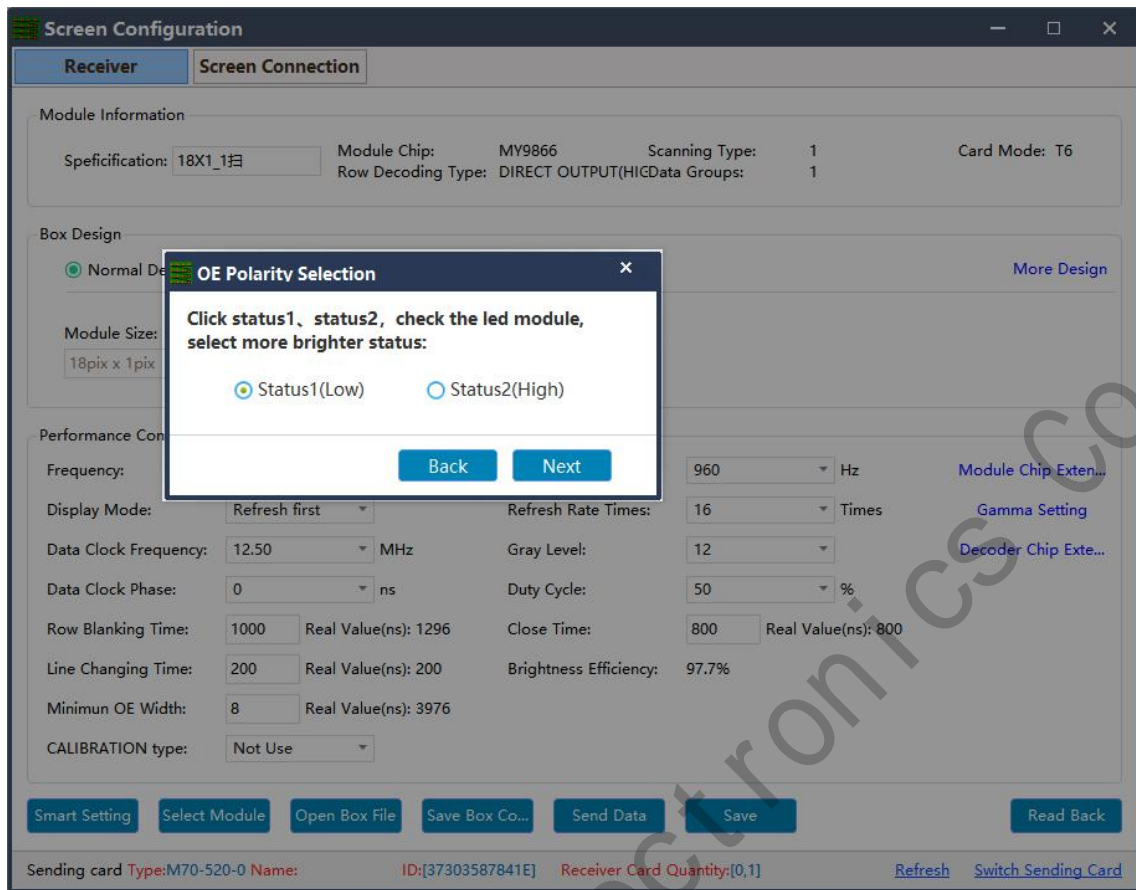 Screen Configuration
Receiver Screen Connection
Module Information
Speficification: 18X1_1扫 Module Chip: MY9866 Scanning Type: 1 Card Mode: T6
Row Decoding Type: DIRECT OUTPUT(HIG Data Groups: 1
Box Design
Normal De More Design
OE Polarity Selection
Click status1、status2, check the led module,
select more brighter status:
Module Size:
18pix x 1pix
Status1(Low) Status2(High)
Back Next
Performance Con
Frequency: 960 Hz Module Chip Exten...
Display Mode: Refresh first Refresh Rate Times: 16 Times Gamma Setting
Data Clock Frequency: 12.50 MHz Gray Level: 12 Decoder Chip Exte...
Data Clock Phase: 0 ns Duty Cycle: 50 %
Row Blanking Time: 1000 Real Value(ns): 1296 Close Time: 800 Real Value(ns): 800
Line Changing Time: 200 Real Value(ns): 200 Brightness Efficiency: 97.7%
Minimun OE Width: 8 Real Value(ns): 3976
CALIBRATION type: Not Use
Smart Setting Select Module Open Box File Save Box Co... Send Data Save Read Back
Sending card Type:M70-520-0 Name: ID:[37303587841E] Receiver Card Quantity:[0,1] Refresh Switch Sending Card
ctronics Co